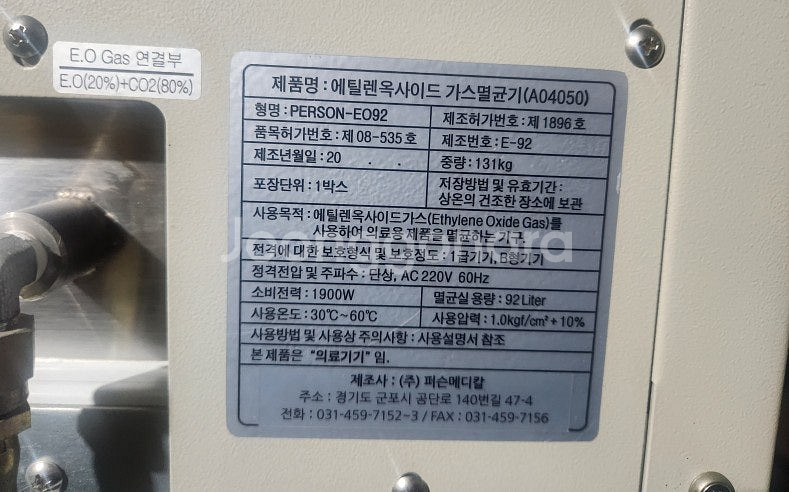 E.O Gas 연결부
E.O(20%)+CO2(80%)
제품명 : 에틸렌옥사이드 가스멸균기(A04050)
형명 : PERSON-EO92
제조허가번호 : 제 1896 호
품목허가번호 : 제 08-535 호
제조번호 : E-92
제조년월일 : 20 . .
중량 : 131kg
포장단위 : 1박스
저장방법 및 유효기간 :
상온의 건조한 장소에 보관
사용목적 : 에틸렌옥사이드가스(Ethylene Oxide Gas)를
사용하여 의료용 제품을 멸균하는 기구
전격에 대한 보호형식 및 보호정도 : 1급기기, B형기기
정격전압 및 주파수 : 단상, AC 220V 60Hz
소비전력 : 1900W
멸균실 용량 : 92 Liter
사용온도 : 30℃~60℃
사용압력 : 1.0kgf/cm² + 10%
사용방법 및 사용상 주의사항 : 사용설명서 참조
본 제품은 "의료기기" 임.
제조사 : (주) 퍼슨메디칼
주소 : 경기도 군포시 공단로 140번길 47-4
전화 : 031-459-7152~3 / FAX : 031-459-7156